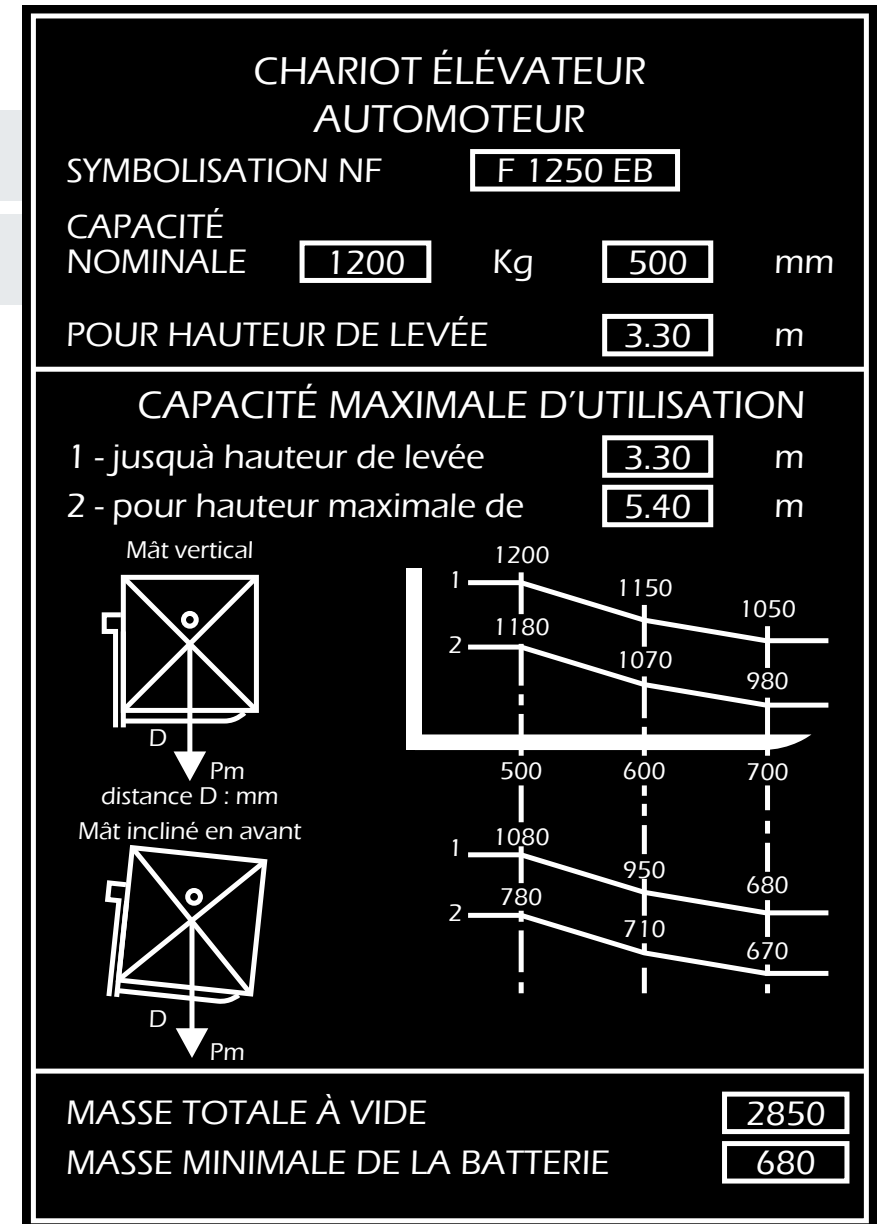 CHARIOT ÉLÉVATEUR
AUTOMOTEUR
SYMBOLISATION NF F 1250 EB
CAPACITÉ
NOMINALE 1200 Kg 500 mm
POUR HAUTEUR DE LEVÉE 3.30 m
CAPACITÉ MAXIMALE D'UTILISATION
1 - jusquà hauteur de levée 3.30 m
2 - pour hauteur maximale de 5.40 m
Mât vertical
D
Pm
distance D : mm
1200
1 1150 1050
1180
2 1070 980
500 600 700
Mât incliné en avant
D
Pm
1 1080 950 680
2 780 710 670
MASSE TOTALE À VIDE 2850
MASSE MINIMALE DE LA BATTERIE 680